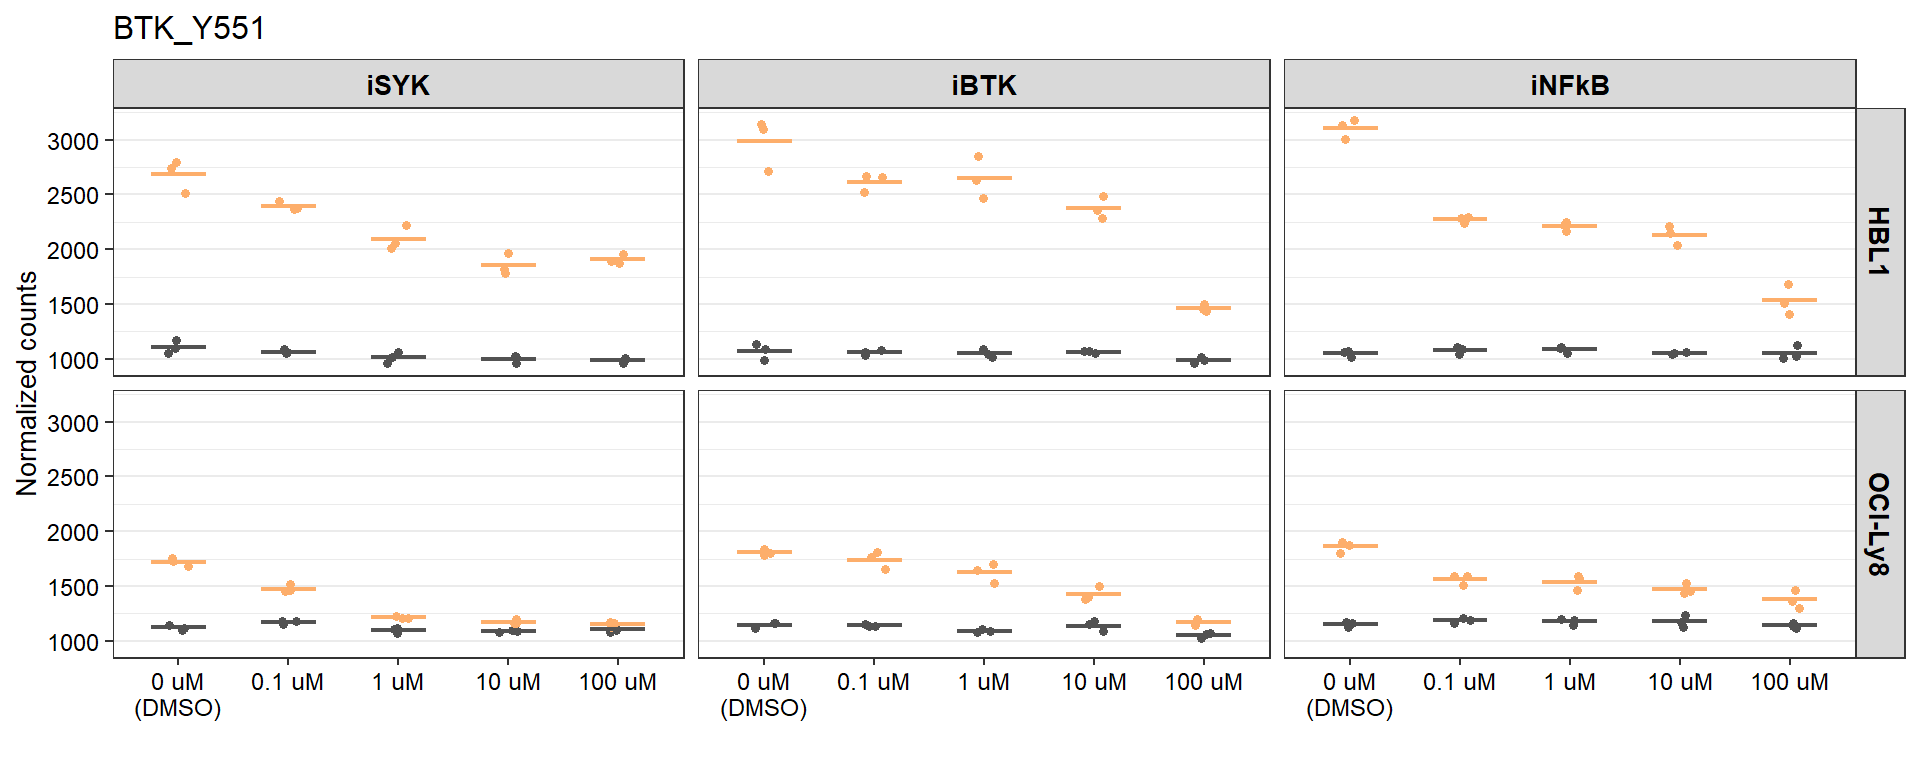 BTK_Y551
iSYK
iBTK
iNFkB
Normalized counts
3000
2500
2000
1500
1000
HBL1
3000
2500
2000
1500
1000
OCI-Ly8
0 uM (DMSO)
0.1 uM
1 uM
10 uM
100 uM
0 uM (DMSO)
0.1 uM
1 uM
10 uM
100 uM
0 uM (DMSO)
0.1 uM
1 uM
10 uM
100 uM